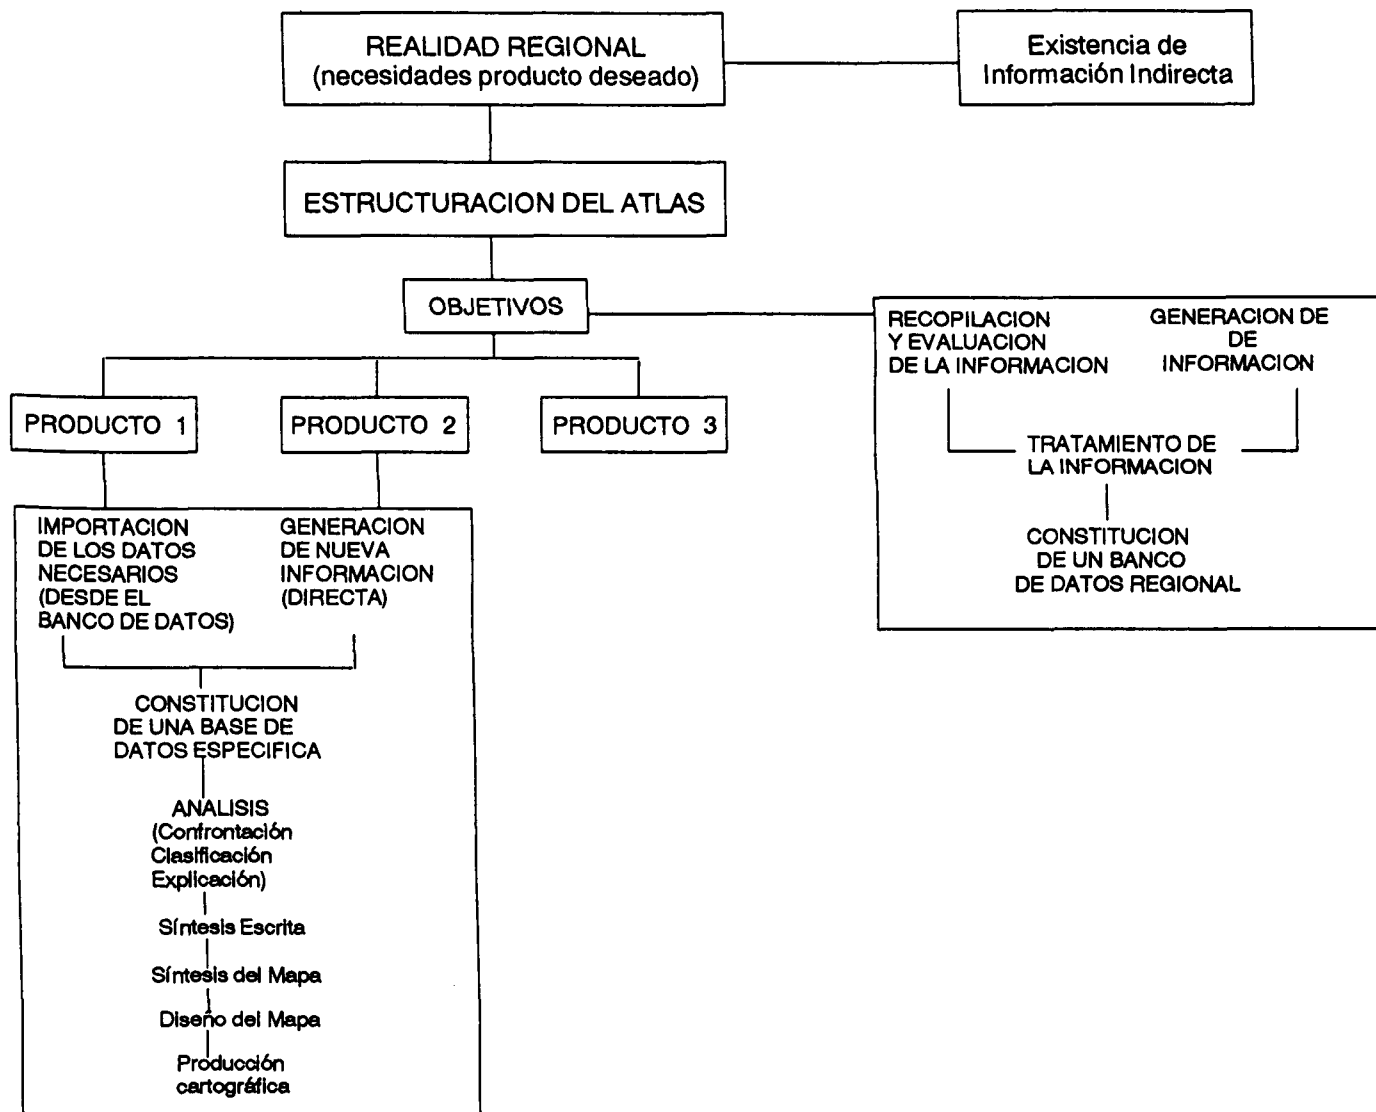 REALIDAD REGIONAL
(necesidades producto deseado)
Existencia de
Información Indirecta
ESTRUCTURACION DEL ATLAS
OBJETIVOS
RECOPILACION
Y EVALUACION
DE LA INFORMACION
GENERACION DE
DE
INFORMACION
TRATAMIENTO DE
LA INFORMACION
CONSTITUCION
DE UN BANCO
DE DATOS REGIONAL
PRODUCTO 1
PRODUCTO 2
PRODUCTO 3
IMPORTACION
DE LOS DATOS
NECESARIOS
(DESDE EL
BANCO DE DATOS)
GENERACION
DE NUEVA
INFORMACION
(DIRECTA)
CONSTITUCION
DE UNA BASE DE
DATOS ESPECIFICA
ANALISIS
(Confrontación
Clasificación
Explicación)
Síntesis Escrita
Síntesis del Mapa
Diseño del Mapa
Producción
cartográfica